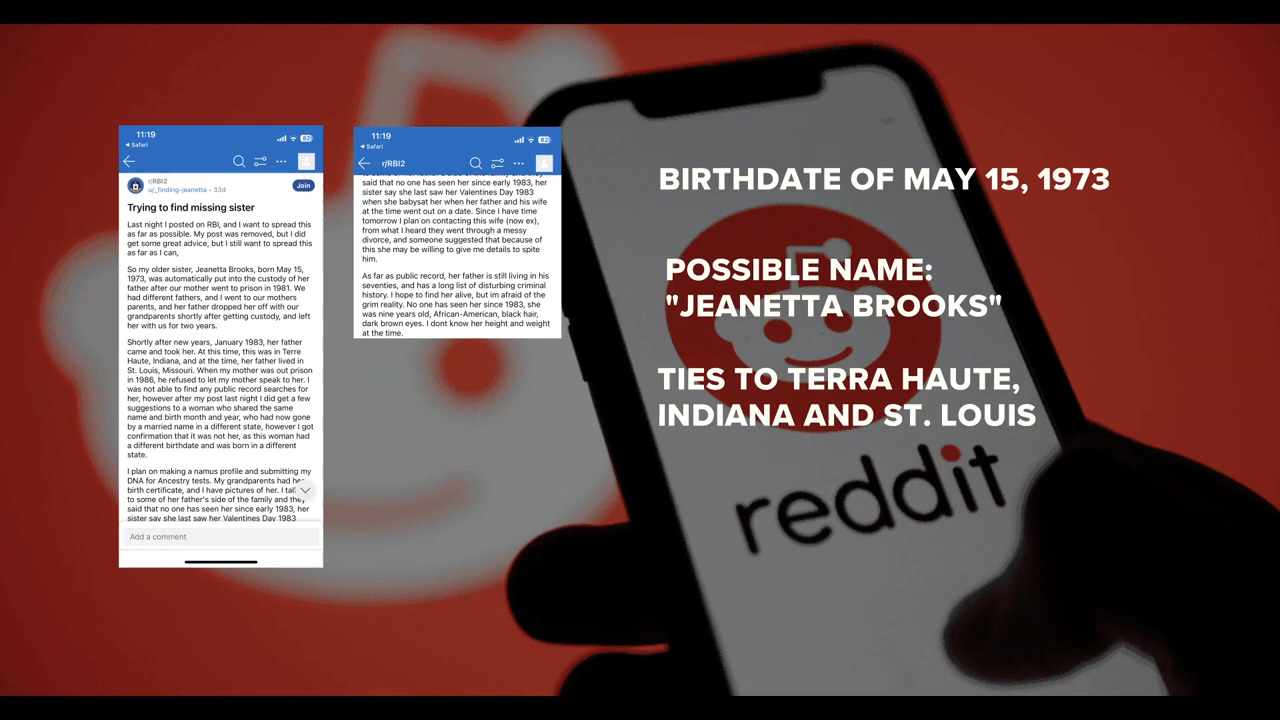 11:19
Safari
r/RBI2
u/_finding-jeanetta • 33d
Join
Trying to find missing sister
Last night I posted on RBI, and I want to spread this
as far as possible. My post was removed, but I did
get some great advice, but I still want to spread this
as far as I can,
So my older sister, Jeanetta Brooks, born May 15,
1973, was automatically put into the custody of her
father after our mother went to prison in 1981. We
had different fathers, and I went to our mothers
parents, and her father dropped her off with our
grandparents shortly after getting custody, and left
her with us for two years.
Shortly after new years, January 1983, her father
came and took her. At this time, this was in Terre
Haute, Indiana, and at the time, her father lived in
St. Louis, Missouri. When my mother was out prison
in 1986, he refused to let my mother speak to her. I
was not able to find any public record searches for
her, however after my post last night I did get a few
suggestions to a woman who shared the same
name and birth month and year, who had now gone
by a married name in a different state, however I got
confirmation that it was not her, as this woman had
a different birthdate and was born in a different
state.
I plan on making a namus profile and submitting my
DNA for Ancestry tests. My grandparents had her
birth certificate, and I have pictures of her. I
to some of her father's side of the family and they
said that no one has seen her since early 1983, her
sister say she last saw her Valentines Day 1983
Add a comment
11:19
Safari
r/RBI2
said that no one has seen her since early 1983, her
sister say she last saw her Valentines Day 1983
when she babysat her when her father and his wife
at the time went out on a date. Since I have time
tomorrow I plan on contacting this wife (now ex),
from what I heard they went through a messy
divorce, and someone suggested that because of
this she may be willing to give me details to spite
him.
As far as public record, her father is still living in his
seventies, and has a long list of disturbing criminal
history. I hope to find her alive, but im afraid of the
grim reality. No one has seen her since 1983, she
was nine years old, African-American, black hair,
dark brown eyes. I dont know her height and weight
at the time.
BIRTHDATE OF MAY 15, 1973
POSSIBLE NAME:
"JEANETTA BROOKS"
TIES TO TERRA HAUTE,
INDIANA AND ST. LOUIS
reddit